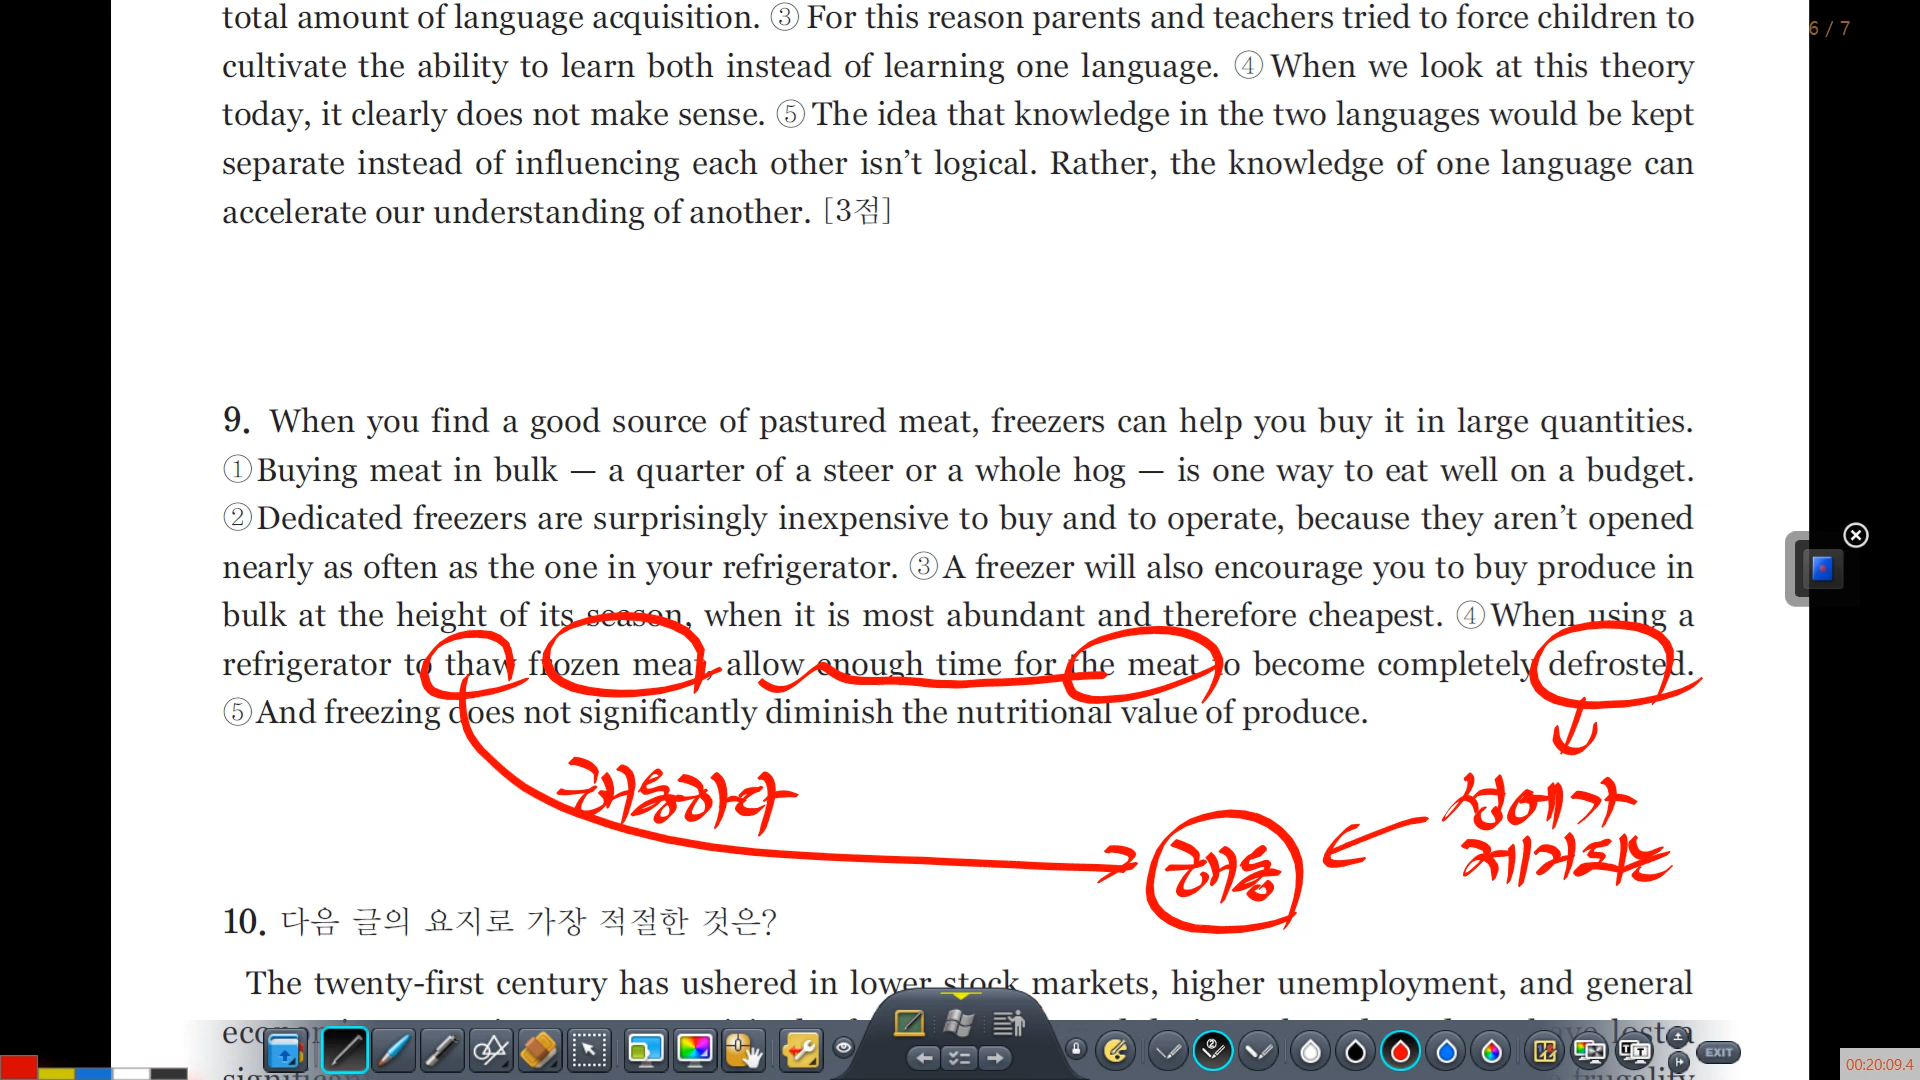 total amount of language acquisition. ③ For this reason parents and teachers tried to force children to
cultivate the ability to learn both instead of learning one language. ④ When we look at this theory
today, it clearly does not make sense. ⑤ The idea that knowledge in the two languages would be kept
separate instead of influencing each other isn't logical. Rather, the knowledge of one language can
accelerate our understanding of another. [3점]
6 / 7
9. When you find a good source of pastured meat, freezers can help you buy it in large quantities.
① Buying meat in bulk — a quarter of a steer or a whole hog — is one way to eat well on a budget.
② Dedicated freezers are surprisingly inexpensive to buy and to operate, because they aren't opened
nearly as often as the one in your refrigerator. ③ A freezer will also encourage you to buy produce in
bulk at the height of its season, when it is most abundant and therefore cheapest. ④ When using a
refrigerator to thaw frozen meat, allow enough time for the meat to become completely defrosted.
⑤ And freezing does not significantly diminish the nutritional value of produce.
해동하다
성에가
제거되는
해동
10. 다음 글의 요지로 가장 적절한 것은?
The twenty-first century has ushered in lower stock markets, higher unemployment, and general
EXIT
00:20:09.4